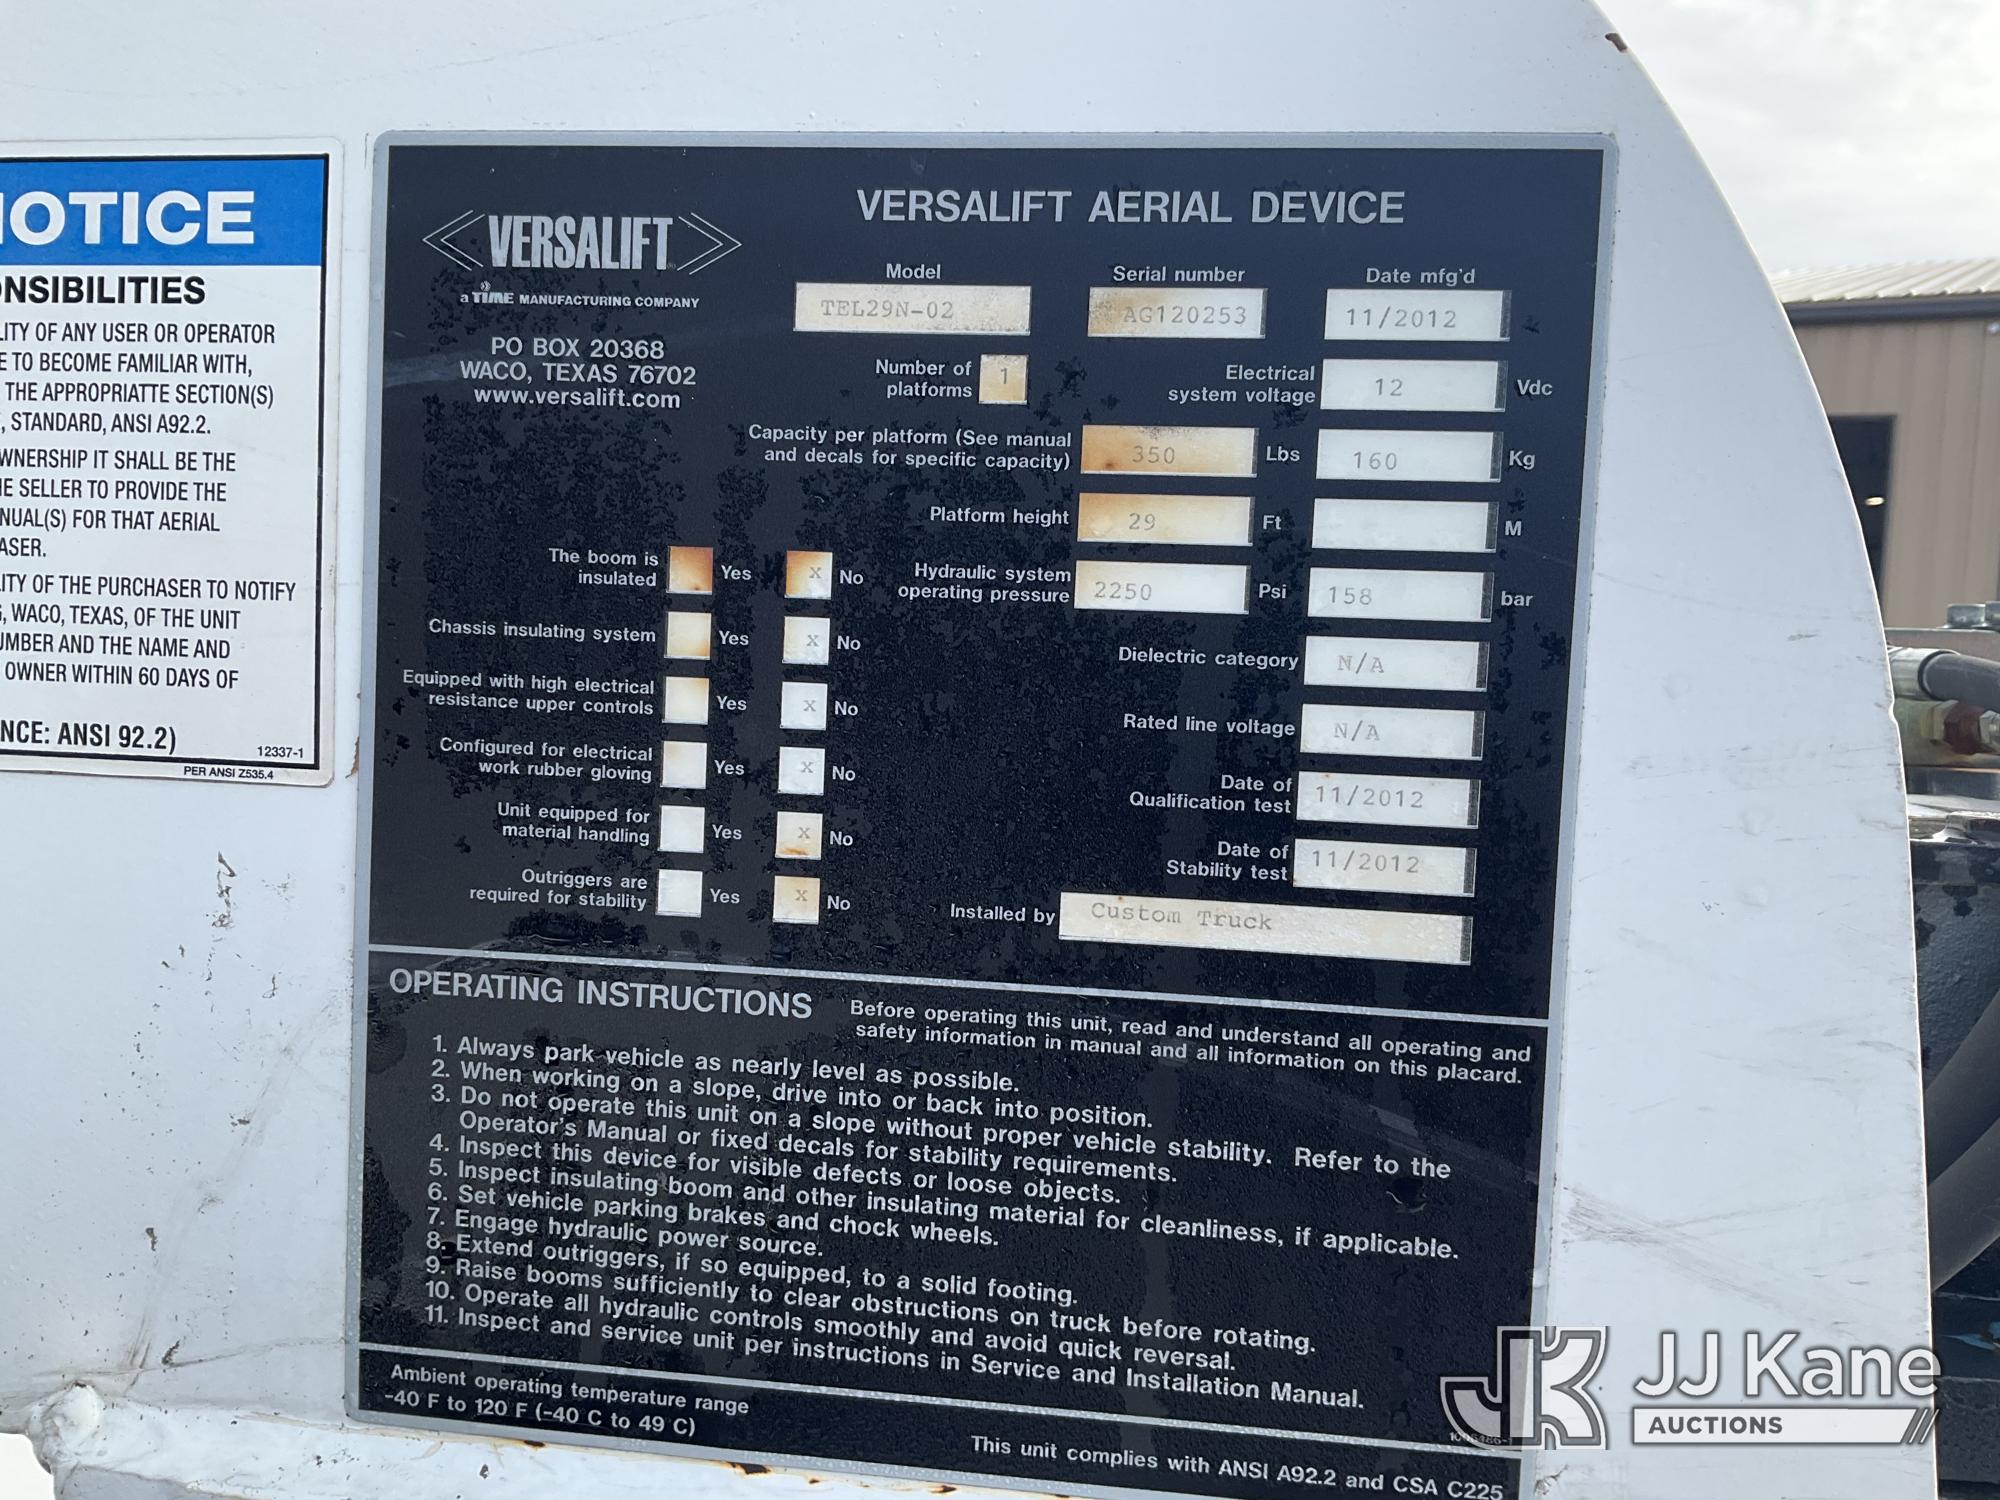 NOTICE
ONSIBILITIES
LITY OF ANY USER OR OPERATOR
E TO BECOME FAMILIAR WITH,
THE APPROPRIATTE SECTION(S)
, STANDARD, ANSI A92.2.
WNERSHIP IT SHALL BE THE
HE SELLER TO PROVIDE THE
NUAL(S) FOR THAT AERIAL
ASER.
LITY OF THE PURCHASER TO NOTIFY
, WACO, TEXAS, OF THE UNIT
UMBER AND THE NAME AND
OWNER WITHIN 60 DAYS OF
NCE: ANSI 92.2)
12337-1
PER ANSI Z535.4
VERSALIFT
a TIME MANUFACTURING COMPANY
PO BOX 20368
WACO, TEXAS 76702
www.versalift.com
VERSALIFT AERIAL DEVICE
Model Serial number Date mfg'd
TEL29N-02 AG120253 11/2012
Number of platforms 1
Electrical system voltage 12 Vdc
Capacity per platform (See manual
and decals for specific capacity) 350 Lbs 160 Kg
Platform height 29 Ft M
Hydraulic system
operating pressure 2250 Psi 158 bar
Dielectric category N/A
Rated line voltage N/A
Date of
Qualification test 11/2012
Date of
Stability test 11/2012
Installed by Custom Truck
The boom is
insulated Yes x No
Chassis insulating system Yes x No
Equipped with high electrical
resistance upper controls Yes x No
Configured for electrical
work rubber gloving Yes x No
Unit equipped for
material handling Yes x No
Outriggers are
required for stability Yes x No
OPERATING INSTRUCTIONS
Before operating this unit, read and understand all operating and
safety information in manual and all information on this placard.
1. Always park vehicle as nearly level as possible.
2. When working on a slope, drive into or back into position.
3. Do not operate this unit on a slope without proper vehicle stability. Refer to the
Operator's Manual or fixed decals for stability requirements.
4. Inspect this device for visible defects or loose objects.
5. Inspect insulating boom and other insulating material for cleanliness, if applicable.
6. Set vehicle parking brakes and chock wheels.
7. Engage hydraulic power source.
8. Extend outriggers, if so equipped, to a solid footing.
9. Raise booms sufficiently to clear obstructions on truck before rotating.
10. Operate all hydraulic controls smoothly and avoid quick reversal.
11. Inspect and service unit per instructions in Service and Installation Manual.
Ambient operating temperature range
-40 F to 120 F (-40 C to 49 C)
This unit complies with ANSI A92.2 and CSA C225
JK JJ Kane
AUCTIONS